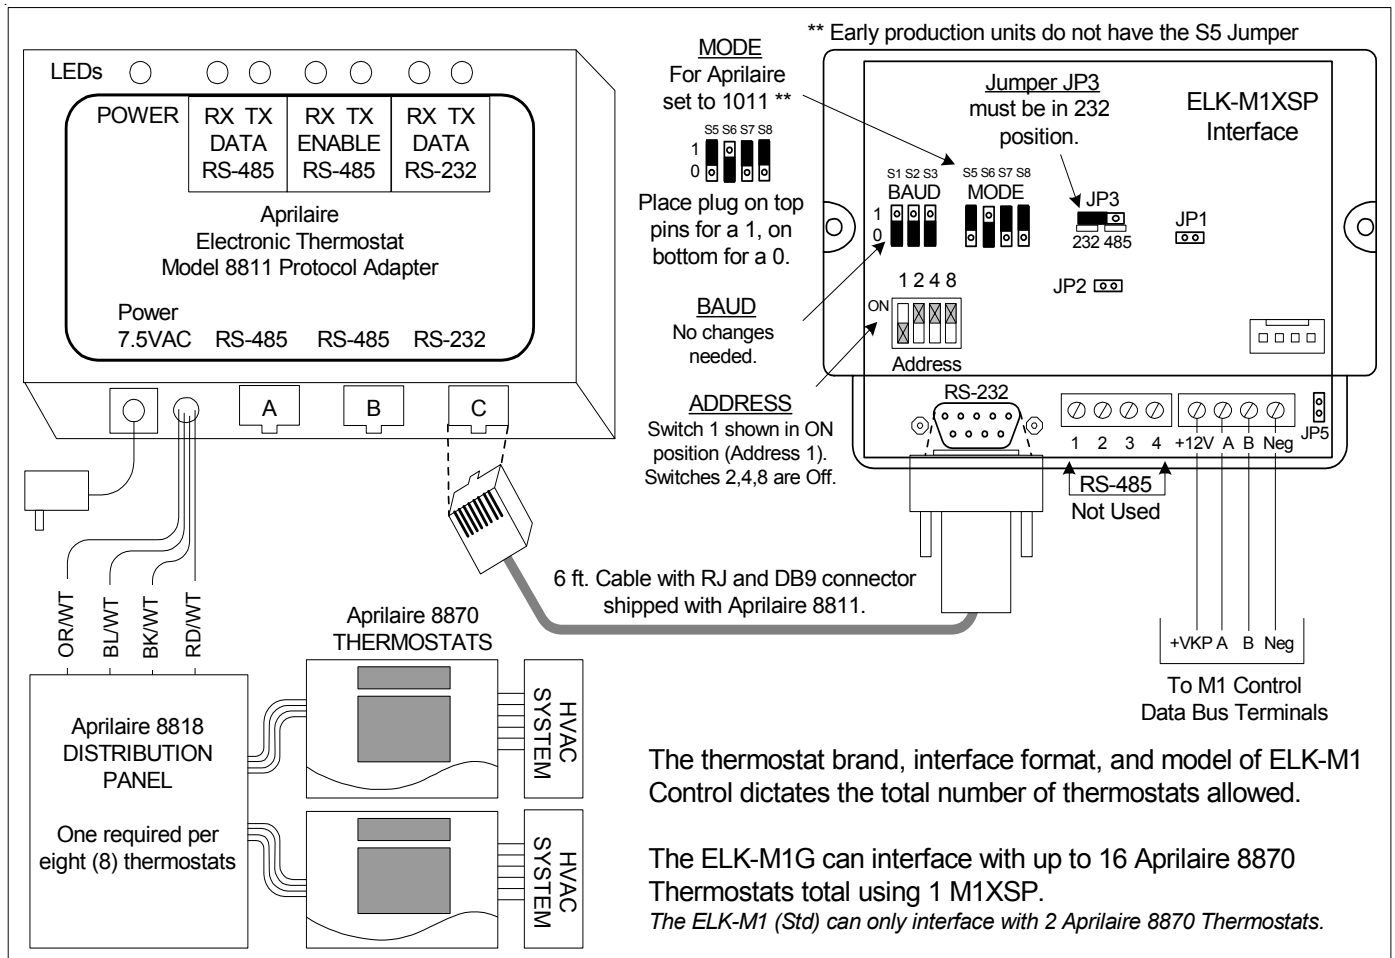 ** Early production units do not have the S5 Jumper
LEDs
POWER
RX TX
DATA
RS-485
RX TX
ENABLE
RS-485
RX TX
DATA
RS-232
Aprilaire
Electronic Thermostat
Model 8811 Protocol Adapter
Power
7.5VAC
RS-485
RS-485
RS-232
A
B
C
MODE
For Aprilaire
set to 1011 **
S5 S6 S7 S8
1
0
Place plug on top
pins for a 1, on
bottom for a 0.
BAUD
No changes
needed.
ADDRESS
Switch 1 shown in ON
position (Address 1).
Switches 2,4,8 are Off.
Jumper JP3
must be in 232
position.
ELK-M1XSP
Interface
S1 S2 S3
BAUD
1
0
S5 S6 S7 S8
MODE
JP3
232 485
JP1
JP2
1 2 4 8
ON
Address
RS-232
1 2 3 4
+12V A B Neg
JP5
RS-485
Not Used
+VKP A B Neg
To M1 Control
Data Bus Terminals
6 ft. Cable with RJ and DB9 connector
shipped with Aprilaire 8811.
OR/WT
BL/WT
BK/WT
RD/WT
Aprilaire 8870
THERMOSTATS
HVAC
SYSTEM
HVAC
SYSTEM
Aprilaire 8818
DISTRIBUTION
PANEL
One required per
eight (8) thermostats
The thermostat brand, interface format, and model of ELK-M1
Control dictates the total number of thermostats allowed.
The ELK-M1G can interface with up to 16 Aprilaire 8870
Thermostats total using 1 M1XSP.
The ELK-M1 (Std) can only interface with 2 Aprilaire 8870 Thermostats.